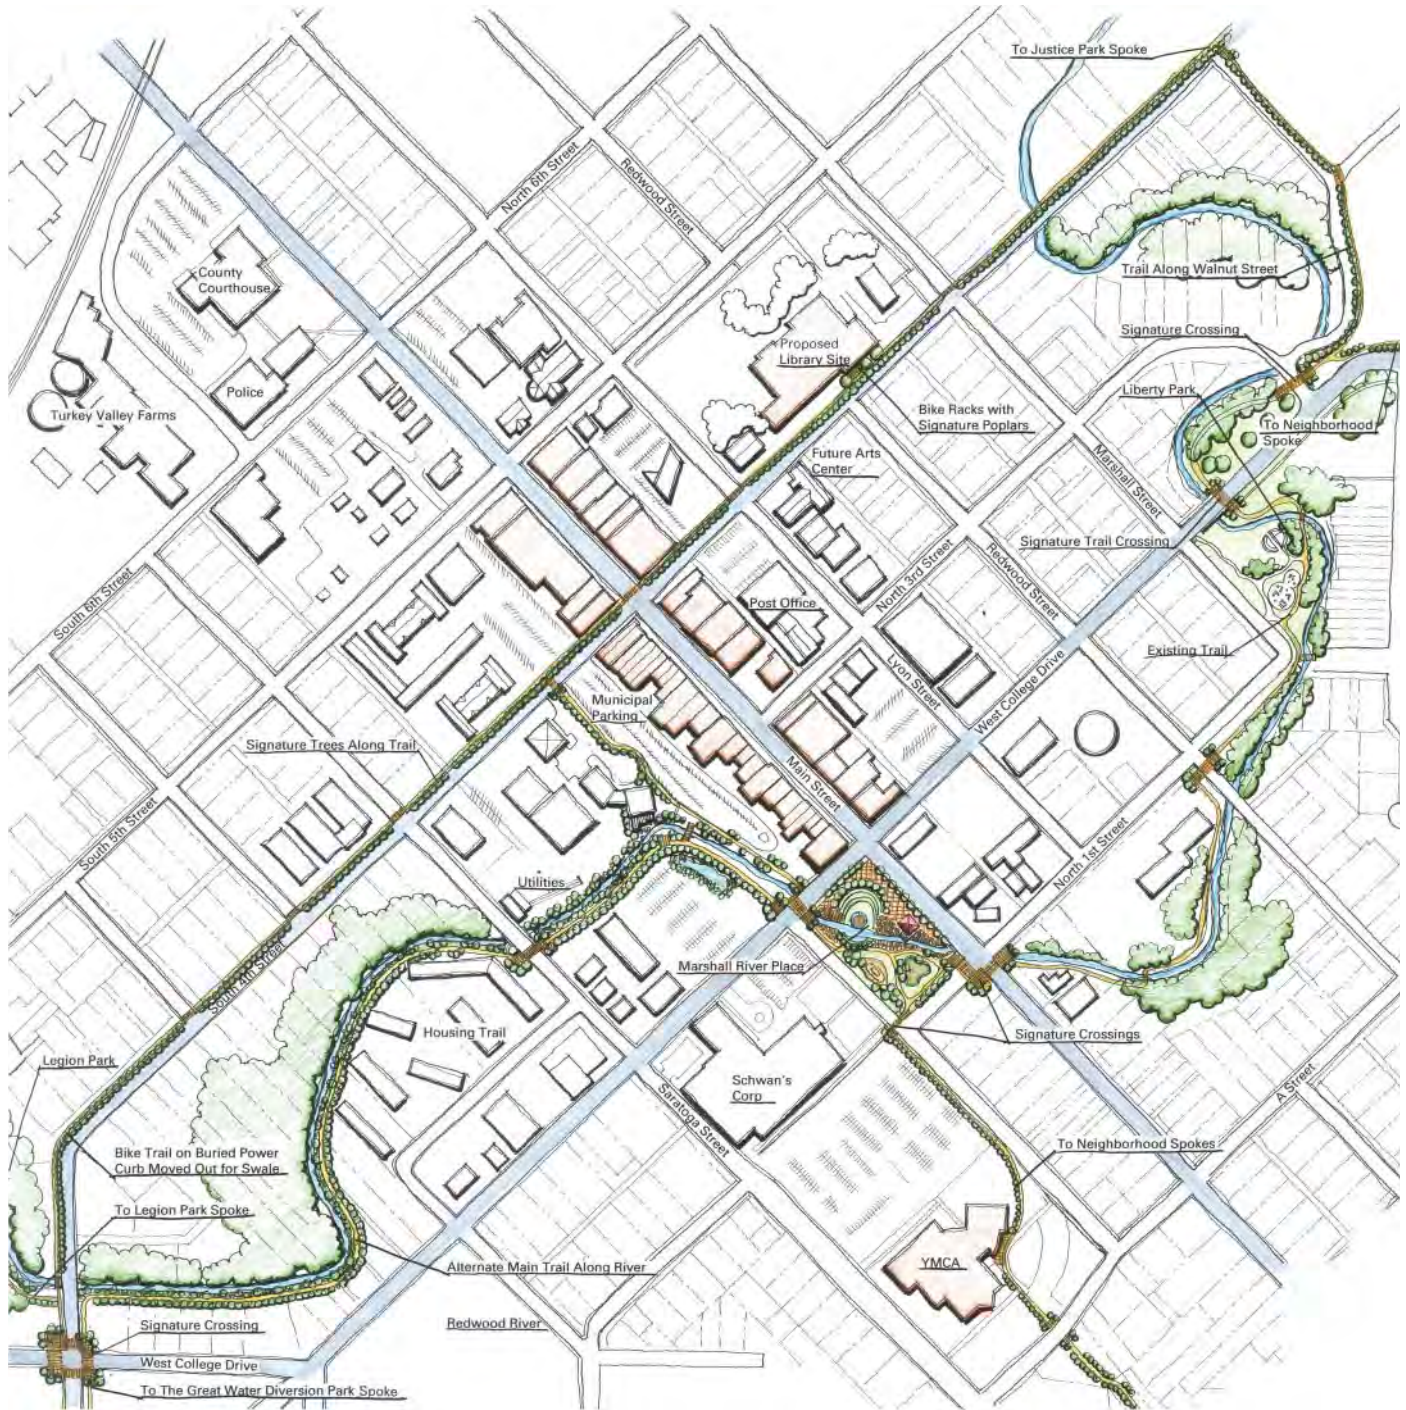 To Justice Park Spoke
North 6th Street
Redwood Street
County
Courthouse
Trail Along Walnut Street
Signature Crossing
Proposed
Library Site
Liberty Park
Police
Turkey Valley Farms
Bike Racks with
Signature Poplars
To Neighborhood
Spoke
Future Arts
Center
Marshall Street
Signature Trail Crossing
North 3rd Street
Redwood Street
South 6th Street
Post Office
Existing Trail
Lyon Street
West College Drive
Municipal
Parking
Signature Trees Along Trail
Main Street
South 5th Street
North 1st Street
Utilities
South 4th Street
Marshall River Place
Housing Trail
Signature Crossings
Legion Park
Schwan's
Corp
Saratoga Street
A Street
Bike Trail on Buried Power
Curb Moved Out for Swale
To Neighborhood Spokes
To Legion Park Spoke
Alternate Main Trail Along River
YMCA
Signature Crossing
Redwood River
West College Drive
To The Great Water Diversion Park Spoke